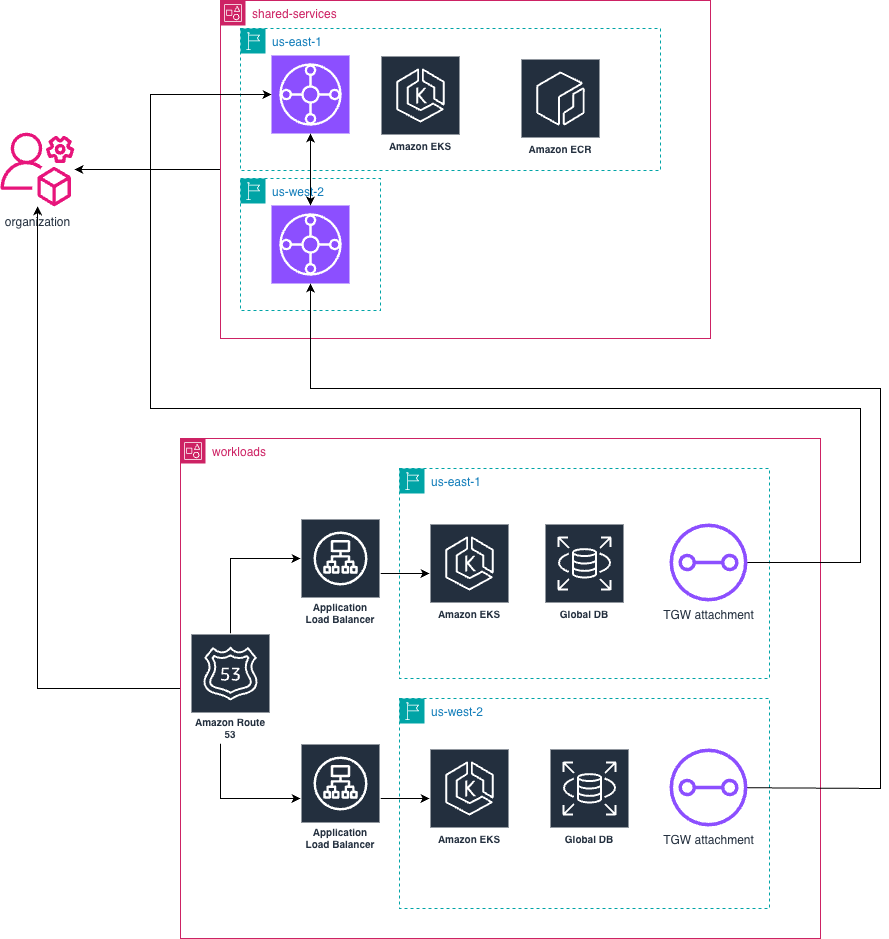 shared-services
us-east-1
K
Amazon EKS
Amazon ECR
us-west-2
organization
workloads
us-east-1
K
Application
Load Balancer
Amazon EKS
Global DB
TGW attachment
53
Amazon Route
53
us-west-2
K
Application
Load Balancer
Amazon EKS
Global DB
TGW attachment